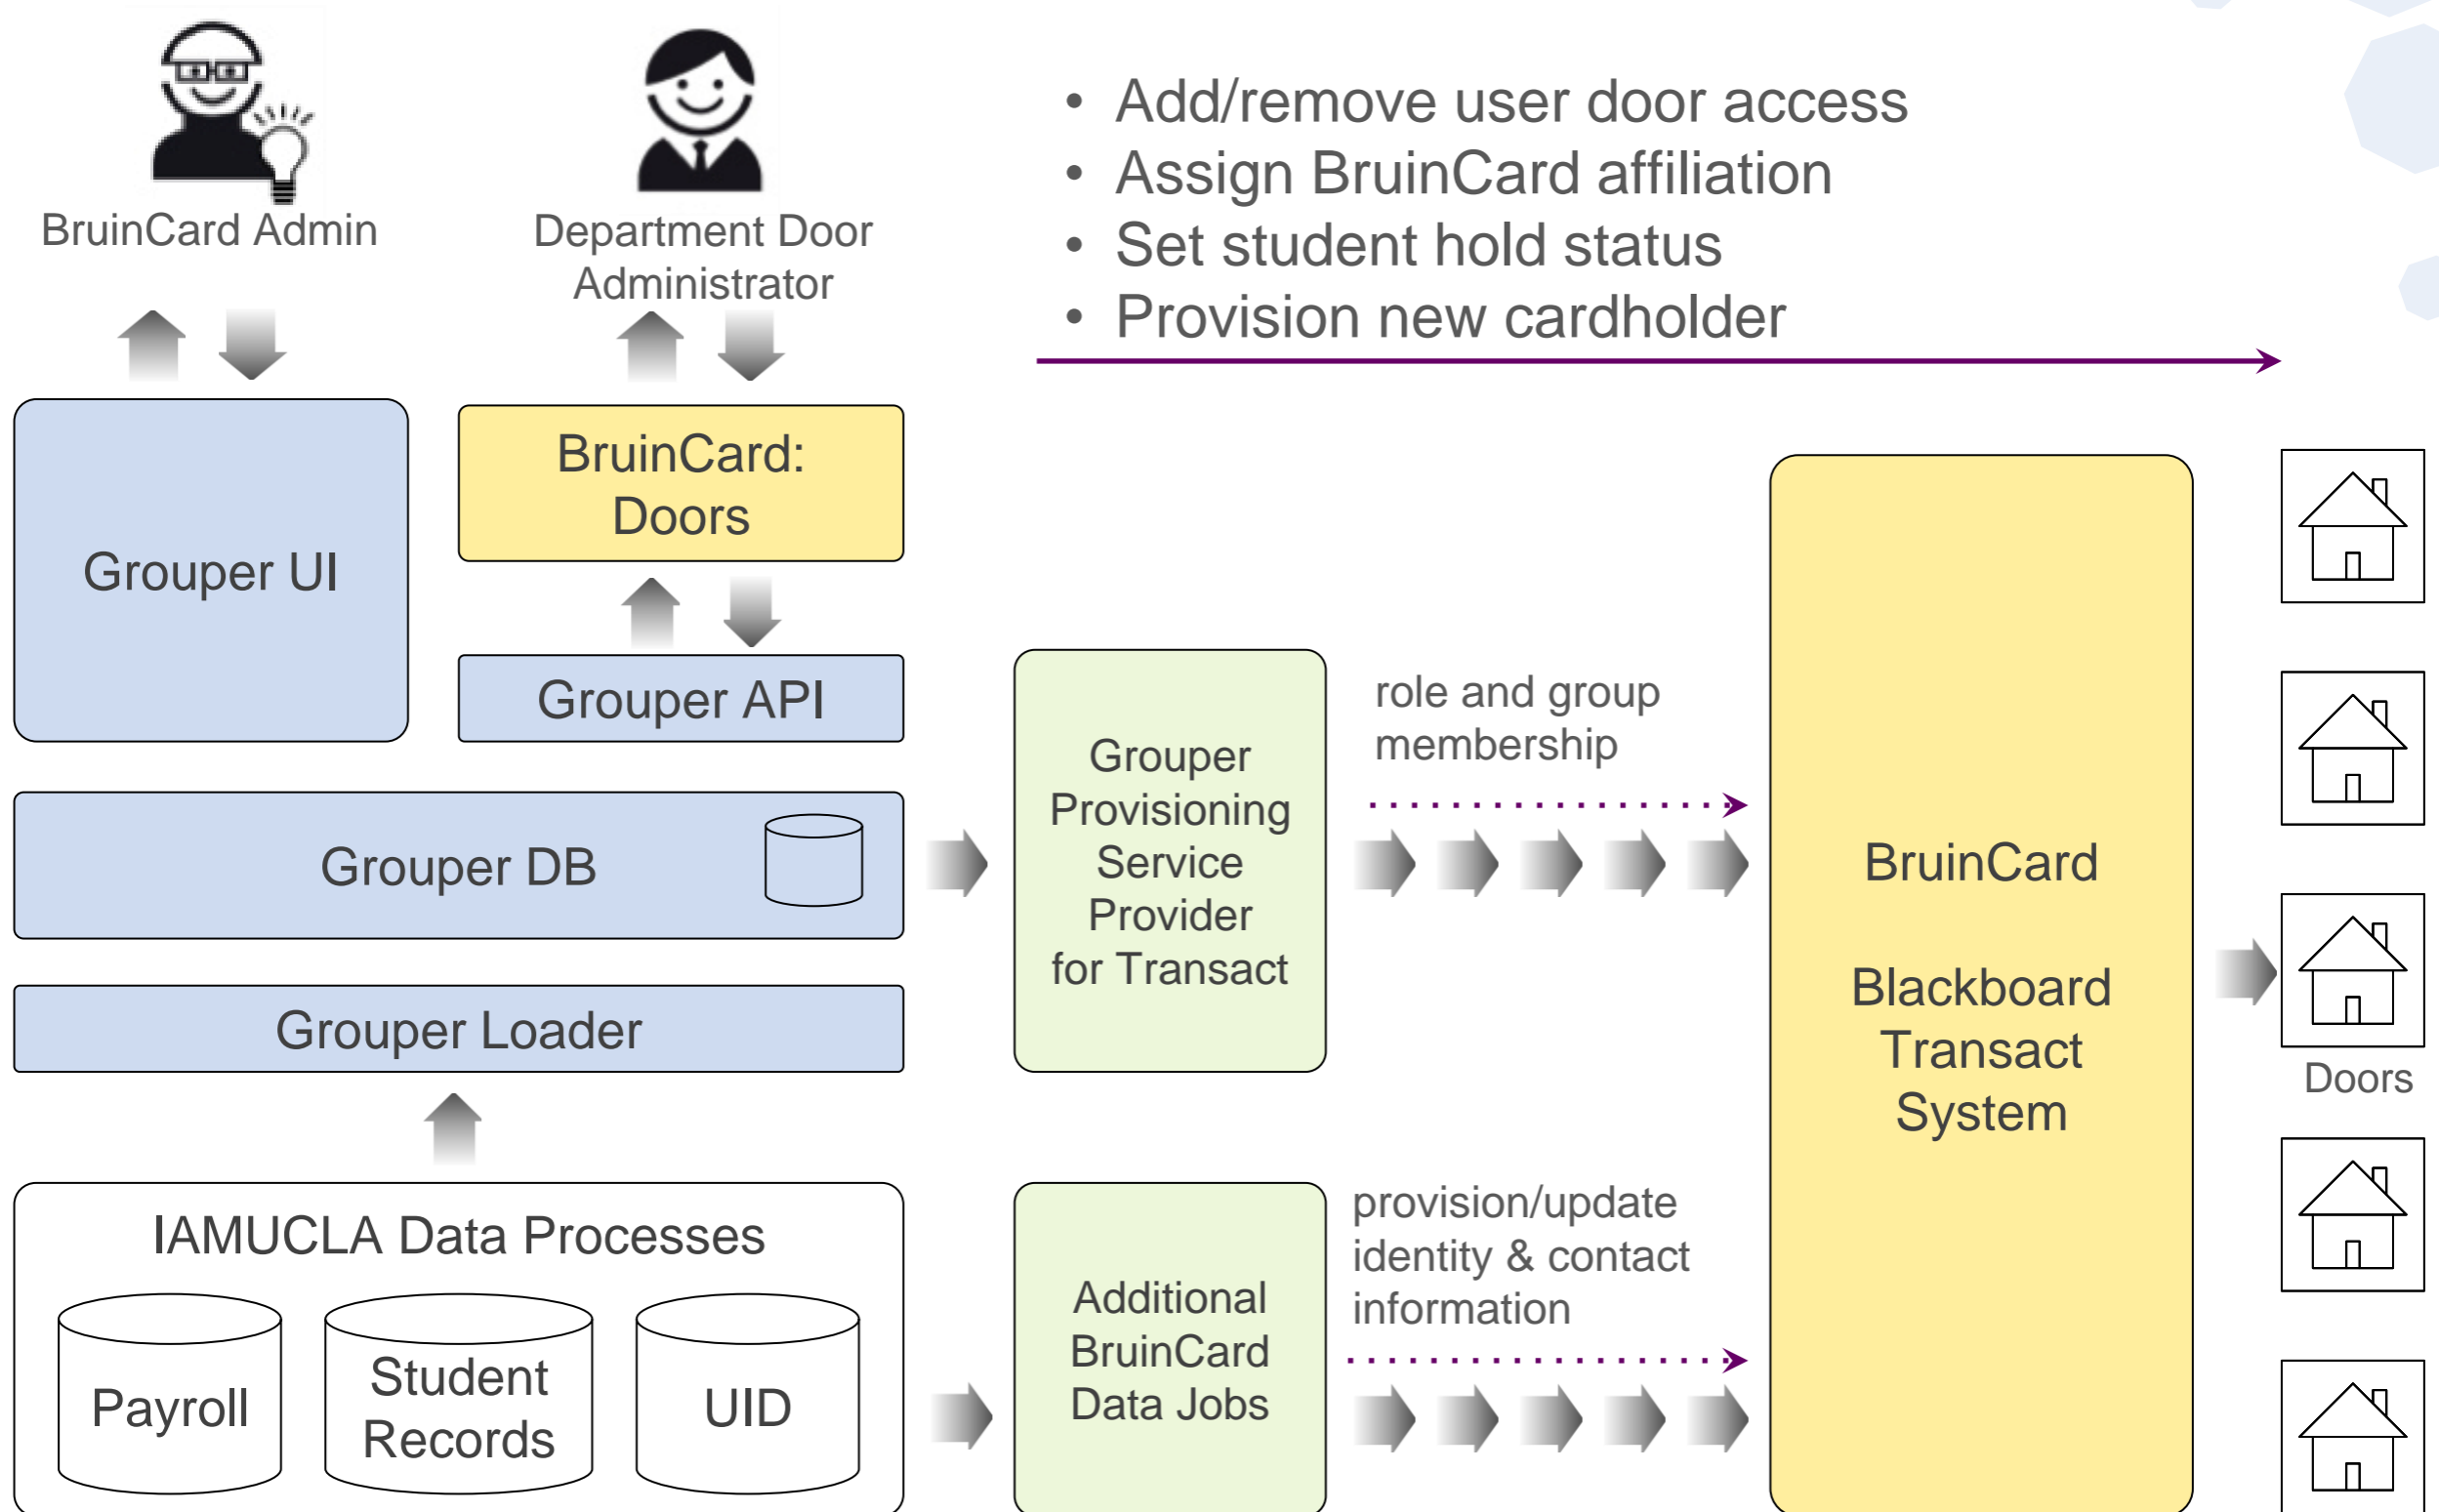 BruinCard Admin
Department Door
Administrator
• Add/remove user door access
• Assign BruinCard affiliation
• Set student hold status
• Provision new cardholder
Grouper UI
BruinCard:
Doors
Grouper API
Grouper DB
Grouper Loader
IAMUCLA Data Processes
Payroll
Student
Records
UID
Grouper
Provisioning
Service
Provider
for Transact
role and group
membership
Additional
BruinCard
Data Jobs
provision/update
identity & contact
information
BruinCard
Blackboard
Transact
System
Doors